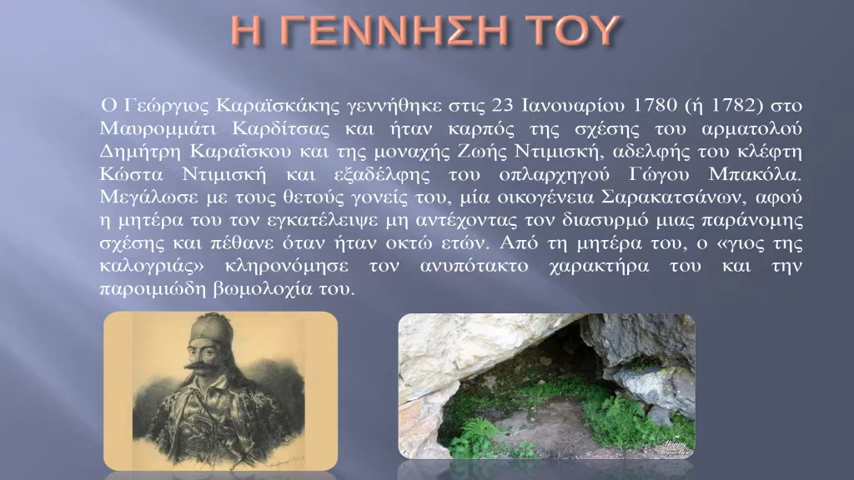 Η ΓΕΝΝΗΣΗ ΤΟΥ
Ο Γεώργιος Καραϊσκάκης γεννήθηκε στις 23 Ιανουαρίου 1780 (ή 1782) στο
Μαυρομμάτι Καρδίτσας και ήταν καρπός της σχέσης του αρματολού
Δημήτρη Καραΐσκου και της μοναχής Ζωής Ντιμισκή, αδελφής του κλέφτη
Κώστα Ντιμισκή και εξαδέλφης του οπλαρχηγού Γώγου Μπακόλα.
Μεγάλωσε με τους θετούς γονείς του, μία οικογένεια Σαρακατσάνων, αφού
η μητέρα του τον εγκατέλειψε μη αντέχοντας τον διασυρμό μιας παράνομης
σχέσης και πέθανε όταν ήταν οκτώ ετών. Από τη μητέρα του, ο «γιος της
καλογριάς» κληρονόμησε τον ανυπότακτο χαρακτήρα του και την
παροιμιώδη βωμολοχία του.